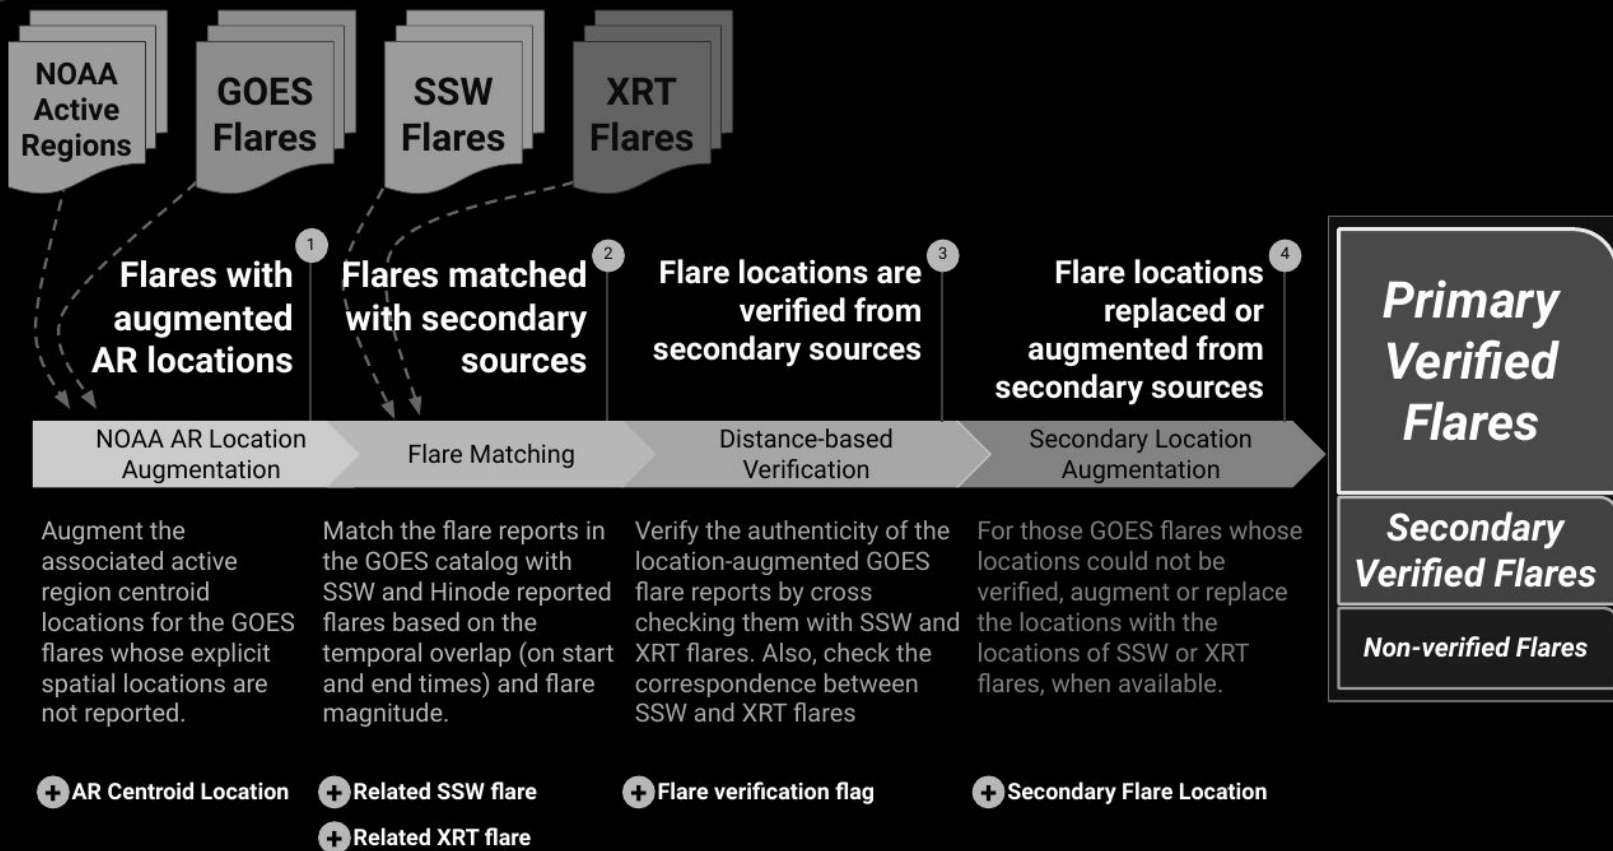 NOAA
Active
Regions
GOES
Flares
SSW
Flares
XRT
Flares
1
Flares with
augmented
AR locations
2
Flares matched
with secondary
sources
3
Flare locations are
verified from
secondary sources
4
Flare locations
replaced or
augmented from
secondary sources
NOAA AR Location
Augmentation
Flare Matching
Distance-based
Verification
Secondary Location
Augmentation
Augment the
associated active
region centroid
locations for the GOES
flares whose explicit
spatial locations are
not reported.
Match the flare reports in
the GOES catalog with
SSW and Hinode reported
flares based on the
temporal overlap (on start
and end times) and flare
magnitude.
Verify the authenticity of the
location-augmented GOES
flare reports by cross
checking them with SSW and
XRT flares. Also, check the
correspondence between
SSW and XRT flares
For those GOES flares whose
locations could not be
verified, augment or replace
the locations with the
locations of SSW or XRT
flares, when available.
+ AR Centroid Location
+ Related SSW flare
+ Related XRT flare
+ Flare verification flag
+ Secondary Flare Location
Primary
Verified
Flares
Secondary
Verified Flares
Non-verified Flares